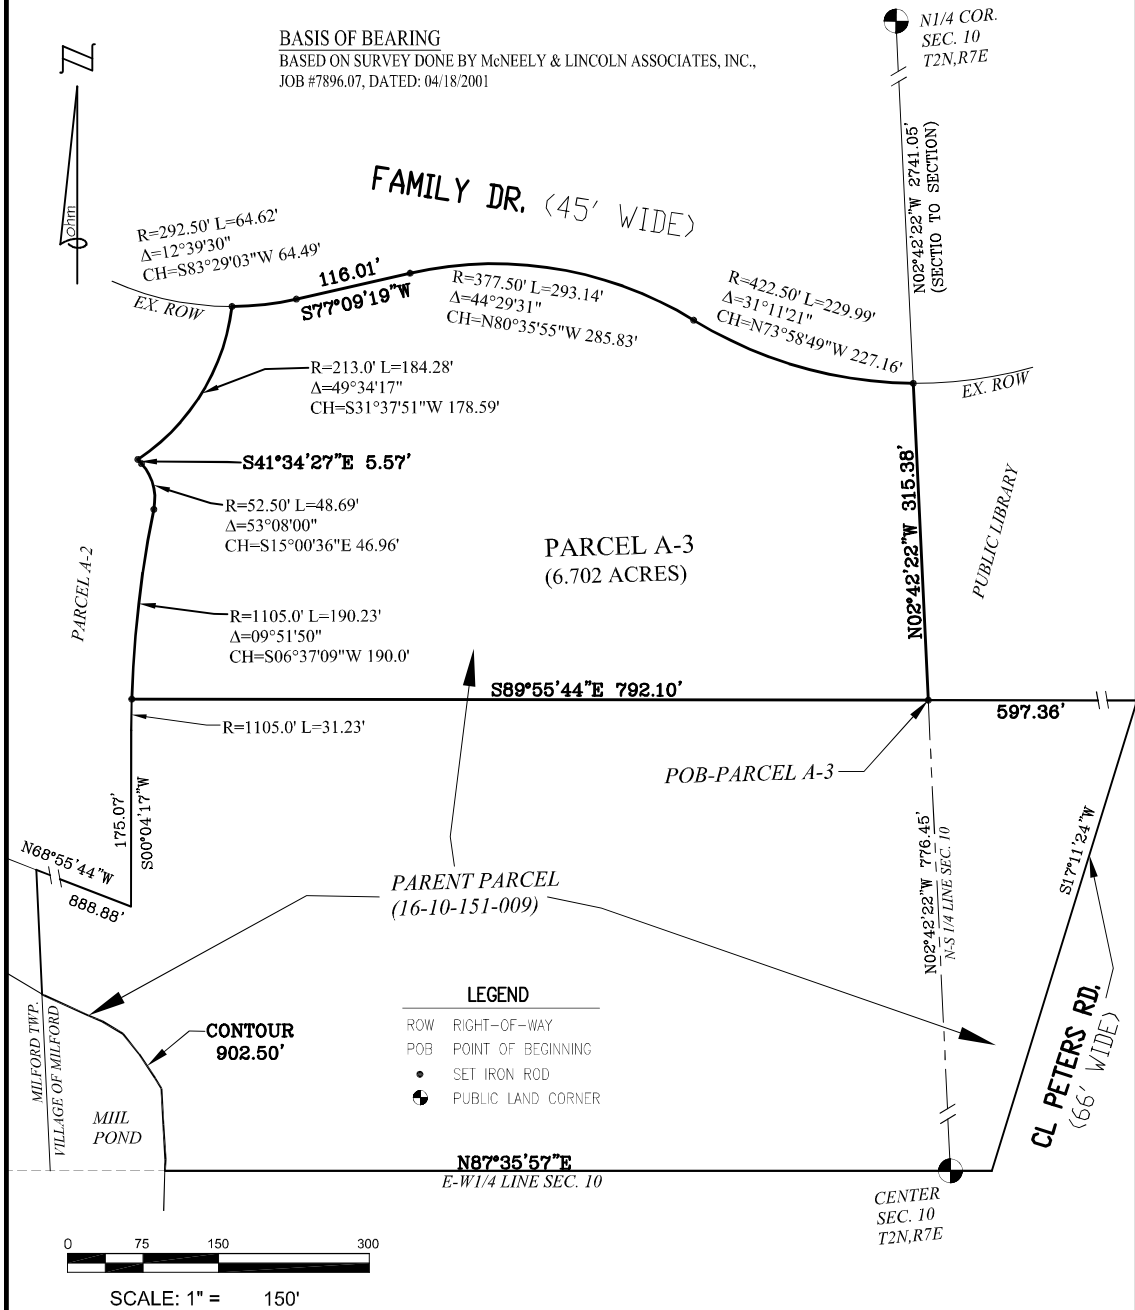 N1/4 COR.
SEC. 10
T2N,R7E
BASIS OF BEARING
BASED ON SURVEY DONE BY McNEELY & LINCOLN ASSOCIATES, INC.,
JOB #7896.07, DATED: 04/18/2001
N
Ohm
N02°42'22"W 2741.05'
(SECTIO TO SECTION)
FAMILY DR. (45' WIDE)
R=292.50' L=64.62'
Δ=12°39'30"
CH=S83°29'03"W 64.49'
116.01'
S77°09'19"W
EX. ROW
R=377.50' L=293.14'
Δ=44°29'31"
CH=N80°35'55"W 285.83'
R=422.50' L=229.99'
Δ=31°11'21"
CH=N73°58'49"W 227.16'
EX. ROW
R=213.0' L=184.28'
Δ=49°34'17"
CH=S31°37'51"W 178.59'
S41°34'27"E 5.57'
R=52.50' L=48.69'
Δ=53°08'00"
CH=S15°00'36"E 46.96'
PARCEL A-3
(6.702 ACRES)
N02°42'22"W 315.38'
PUBLIC LIBRARY
PARCEL A-2
R=1105.0' L=190.23'
Δ=09°51'50"
CH=S06°37'09"W 190.0'
S89°55'44"E 792.10'
597.36'
R=1105.0' L=31.23'
POB-PARCEL A-3
175.07'
S00°04'17"W
N68°55'44"W
888.88'
PARENT PARCEL
(16-10-151-009)
N02°42'22"W 776.45'
N-S 1/4 LINE SEC. 10
S17°11'24"W
CL PETERS RD.
(66' WIDE)
LEGEND
ROW RIGHT-OF-WAY
POB POINT OF BEGINNING
SET IRON ROD
PUBLIC LAND CORNER
CONTOUR
902.50'
MILFORD TWP.
VILLAGE OF MILFORD
MIIL
POND
N87°35'57"E
E-W1/4 LINE SEC. 10
CENTER
SEC. 10
T2N,R7E
0 75 150 300
SCALE: 1" = 150'